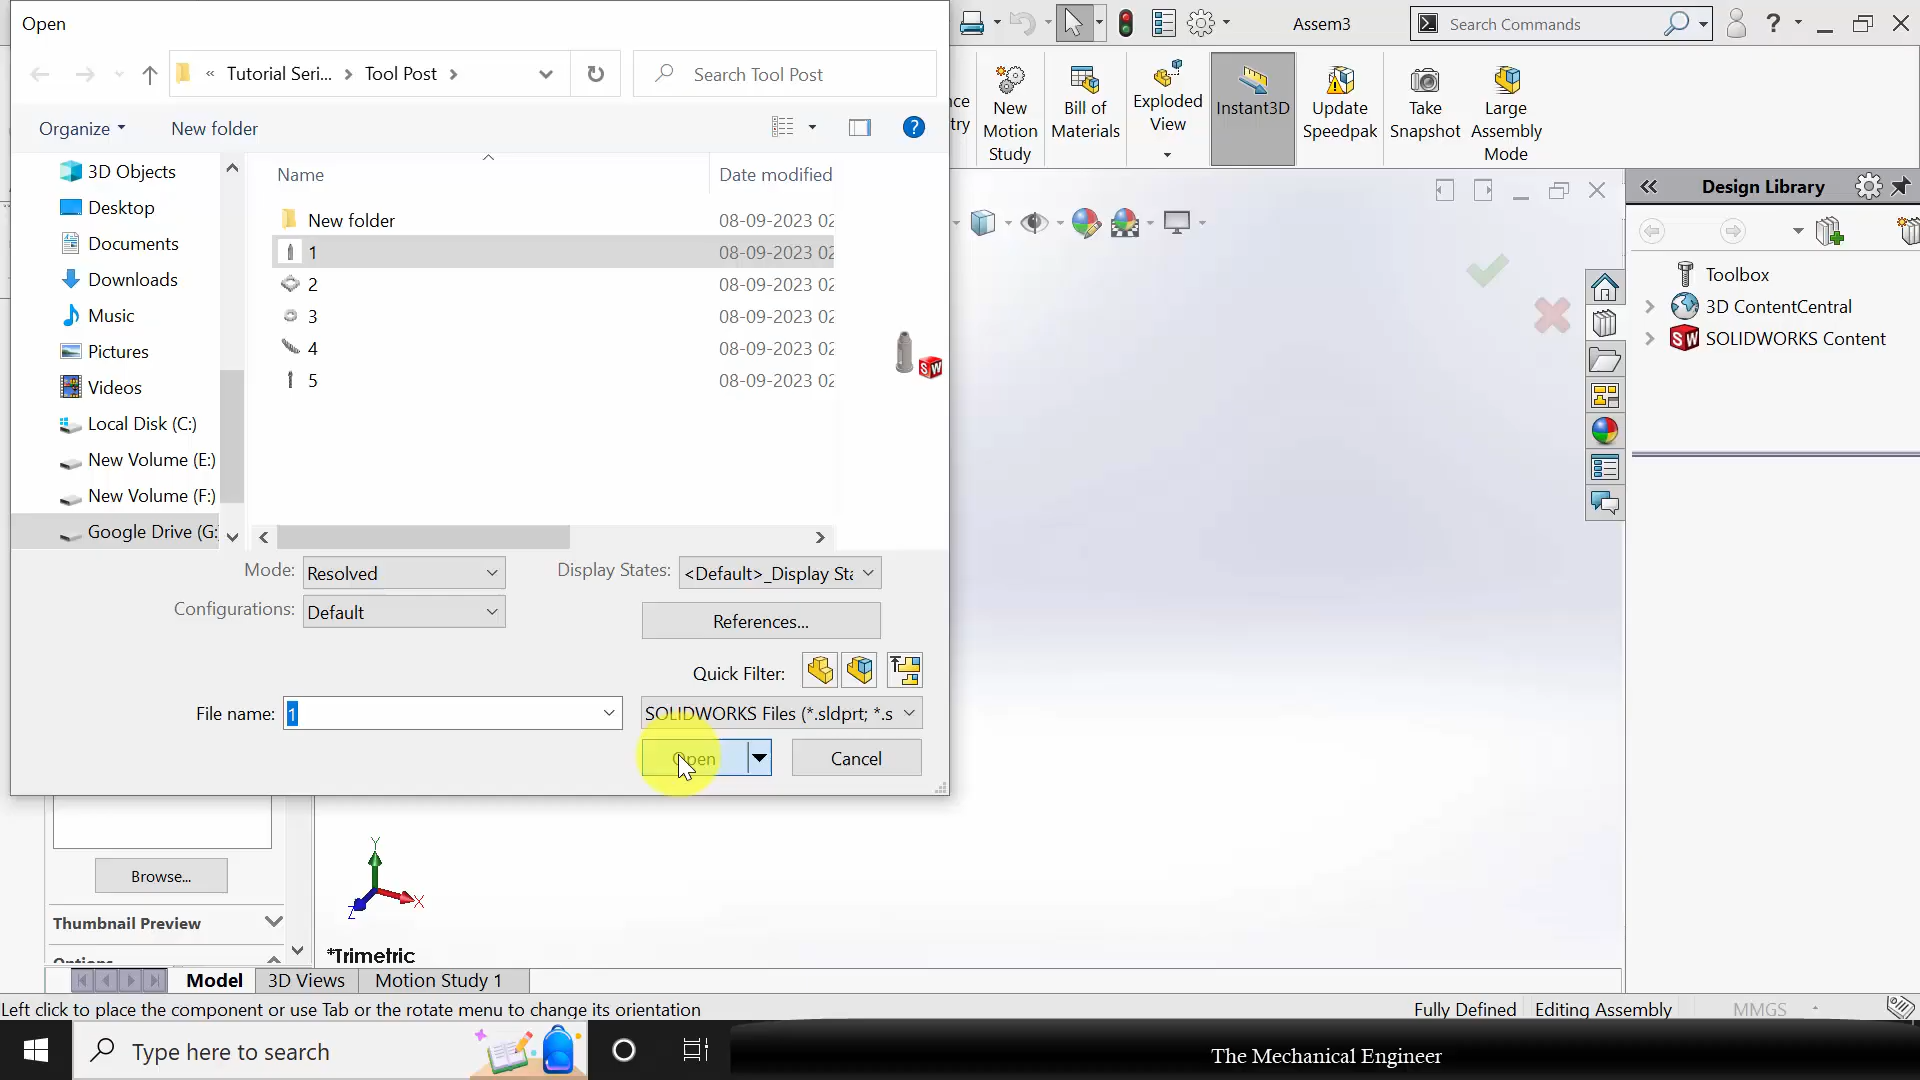 Open
Assem3
Search Commands
?
« Tutorial Seri... > Tool Post >
Search Tool Post
New Motion Study
Bill of Materials
Exploded View
Instant3D
Update Speedpak
Take Snapshot
Large Assembly Mode
Organize
New folder
3D Objects
Desktop
Documents
Downloads
Music
Pictures
Videos
Local Disk (C:)
New Volume (E:)
New Volume (F:)
Google Drive (G:
Name
Date modified
New folder 08-09-2023 02
1 08-09-2023 02
2 08-09-2023 02
3 08-09-2023 02
4 08-09-2023 02
5 08-09-2023 02
Design Library
Toolbox
3D ContentCentral
SOLIDWORKS Content
Mode: Resolved
Display States: <Default>_Display Sta
Configurations: Default
References...
Quick Filter:
File name: 1
SOLIDWORKS Files (*.sldprt; *.s
Open
Cancel
Browse...
Thumbnail Preview
Options
Y
X
Z
*Trimetric
Model
3D Views
Motion Study 1
Left click to place the component or use Tab or the rotate menu to change its orientation
Fully Defined
Editing Assembly
MMGS
Type here to search
The Mechanical Engineer